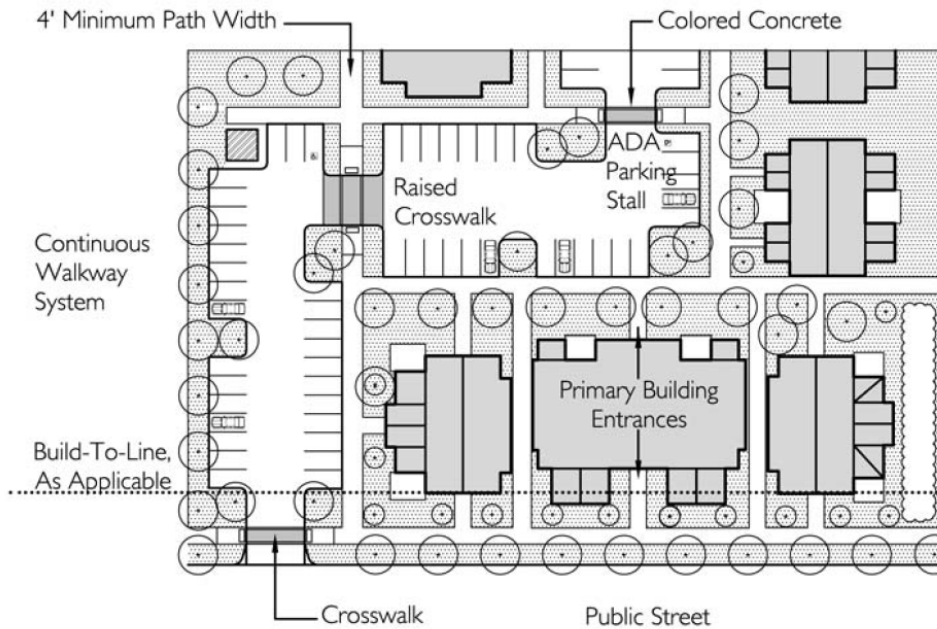 4' Minimum Path Width
Colored Concrete
ADA
Parking
Stall
Raised
Crosswalk
Continuous
Walkway
System
Primary Building
Entrances
Build-To-Line,
As Applicable
Crosswalk
Public Street